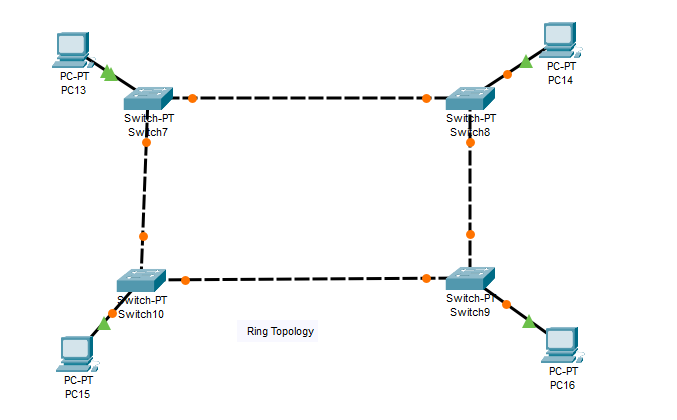 PC-PT
PC13
Switch-PT
Switch7
Switch-PT
Switch8
PC-PT
PC14
Switch-PT
Switch10
Switch-PT
Switch9
Ring Topology
PC-PT
PC15
PC-PT
PC16